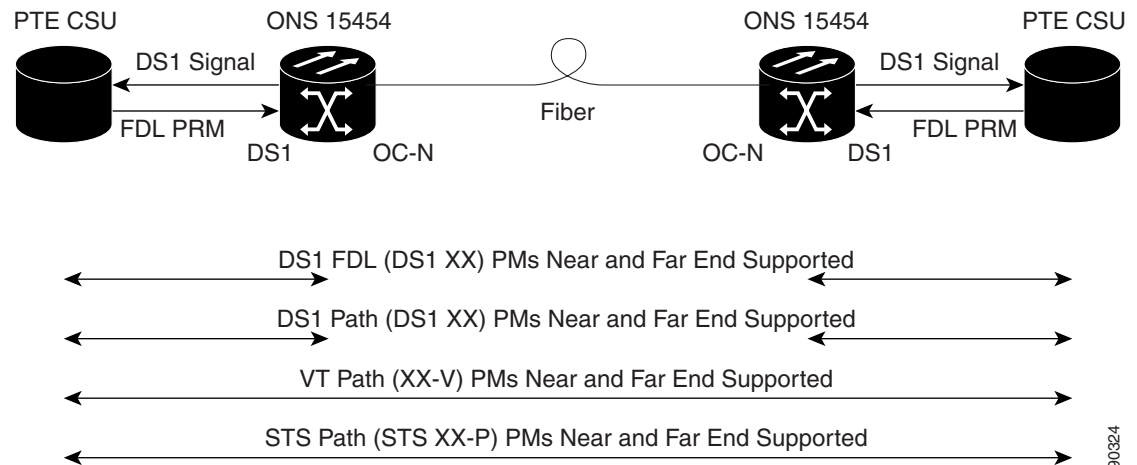 PTE CSU
ONS 15454
ONS 15454
PTE CSU
DS1 Signal
DS1 Signal
Fiber
FDL PRM
FDL PRM
DS1
OC-N
OC-N
DS1
DS1 FDL (DS1 XX) PMs Near and Far End Supported
DS1 Path (DS1 XX) PMs Near and Far End Supported
VT Path (XX-V) PMs Near and Far End Supported
STS Path (STS XX-P) PMs Near and Far End Supported
90324